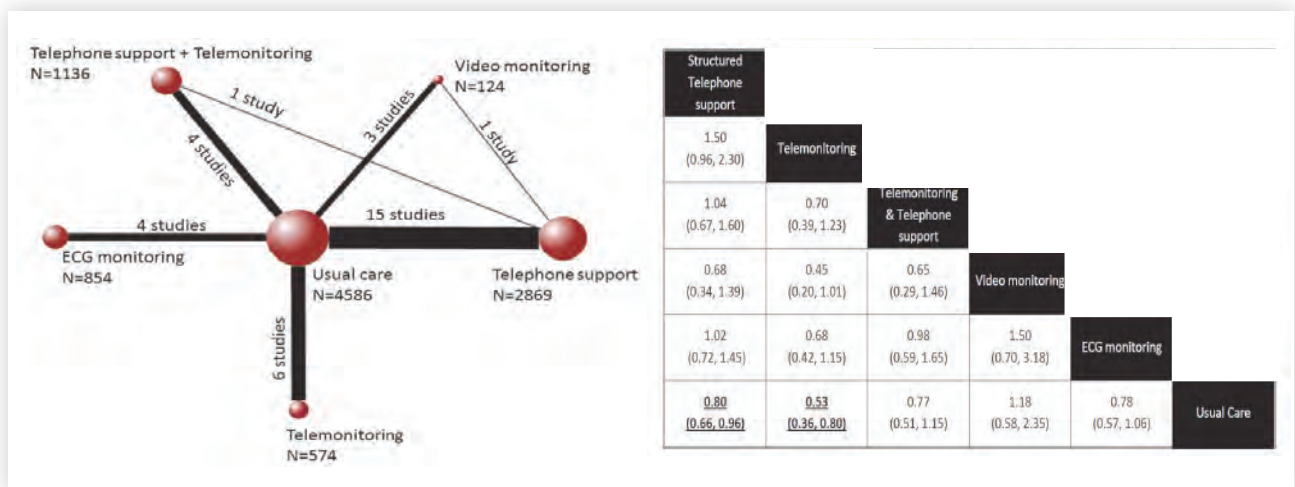 Telephone support + Telemonitoring
N=1136
Video monitoring
N=124
1 study
3 studies
1 study
4 studies
4 studies
15 studies
ECG monitoring
N=854
Usual care
N=4586
Telephone support
N=2869
6 studies
Telemonitoring
N=574
Structured
Telephone
support
1.50
(0.96, 2.30)
Telemonitoring
1.04
(0.67, 1.60)
0.70
(0.39, 1.23)
Telemonitoring
& Telephone
support
0.68
(0.34, 1.39)
0.45
(0.20, 1.01)
0.65
(0.29, 1.46)
Video monitoring
1.02
(0.72, 1.45)
0.68
(0.42, 1.15)
0.98
(0.59, 1.65)
1.50
(0.70, 3.18)
ECG monitoring
0.80
(0.66, 0.96)
0.53
(0.36, 0.80)
0.77
(0.51, 1.15)
1.18
(0.58, 2.35)
0.78
(0.57, 1.06)
Usual Care